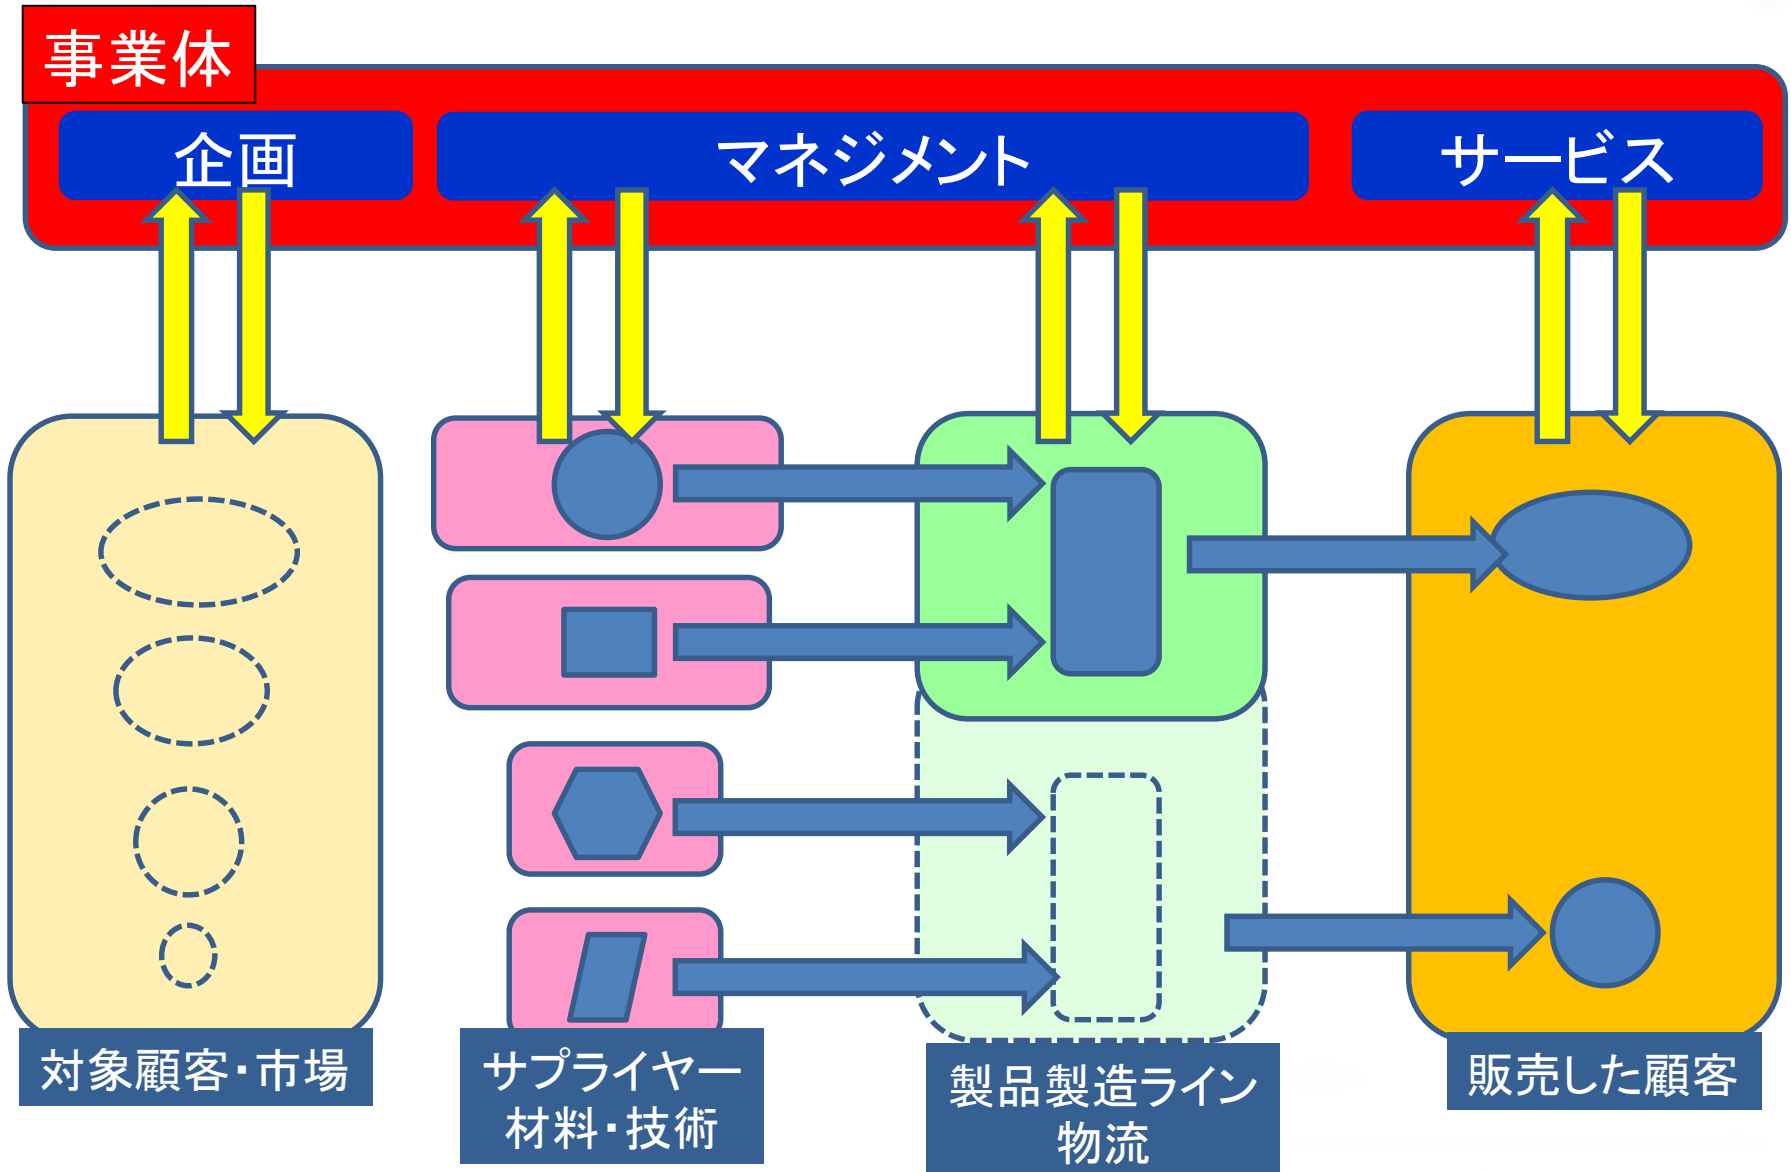 事業体
企画
マネジメント
サービス
対象顧客・市場
サプライヤー
材料・技術
製品製造ライン
物流
販売した顧客